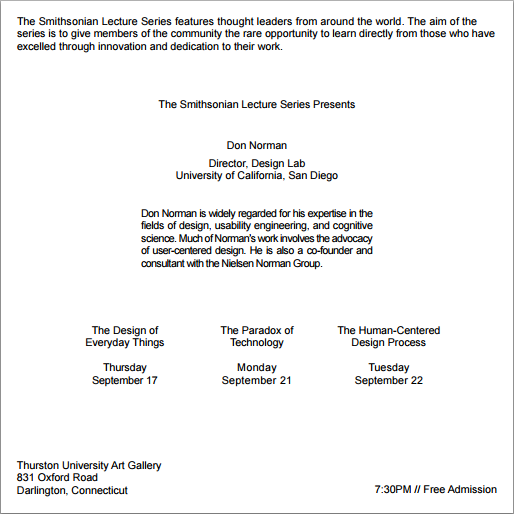 The Smithsonian Lecture Series features thought leaders from around the world. The aim of the
series is to give members of the community the rare opportunity to learn directly from those who have
excelled through innovation and dedication to their work.
The Smithsonian Lecture Series Presents
Don Norman
Director, Design Lab
University of California, San Diego
Don Norman is widely regarded for his expertise in the
fields of design, usability engineering, and cognitive
science. Much of Norman's work involves the advocacy
of user-centered design. He is also a co-founder and
consultant with the Nielsen Norman Group.
The Design of
Everyday Things
Thursday
September 17
The Paradox of
Technology
Monday
September 21
The Human-Centered
Design Process
Tuesday
September 22
Thurston University Art Gallery
831 Oxford Road
Darlington, Connecticut
7:30PM // Free Admission